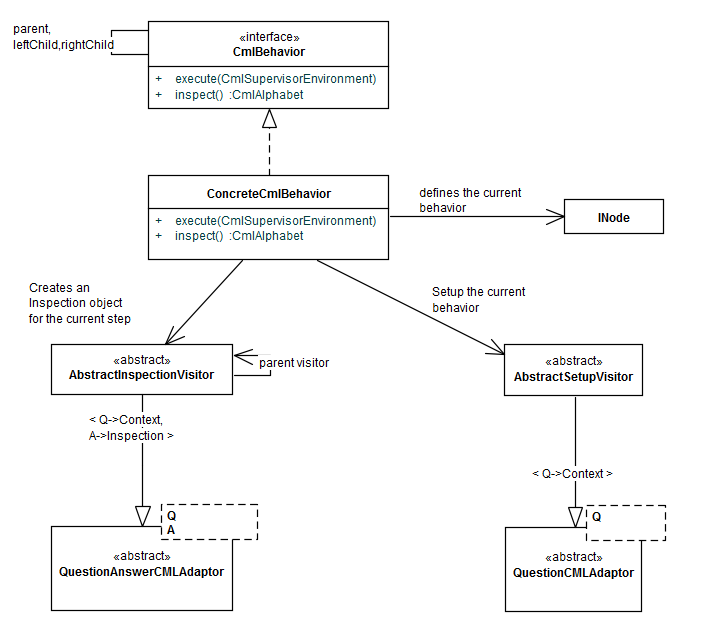 parent,
leftChild,rightChild
«interface»
CmlBehavior
+ execute(CmlSupervisorEnvironment)
+ inspect() :CmlAlphabet
ConcreteCmlBehavior
+ execute(CmlSupervisorEnvironment)
+ inspect() :CmlAlphabet
defines the current
behavior
INode
Creates an
Inspection object
for the current step
Setup the current
behavior
«abstract»
AbstractInspectionVisitor
parent visitor
«abstract»
AbstractSetupVisitor
< Q->Context,
A->Inspection >
< Q->Context >
Q
A
«abstract»
QuestionAnswerCMLAdaptor
Q
«abstract»
QuestionCMLAdaptor